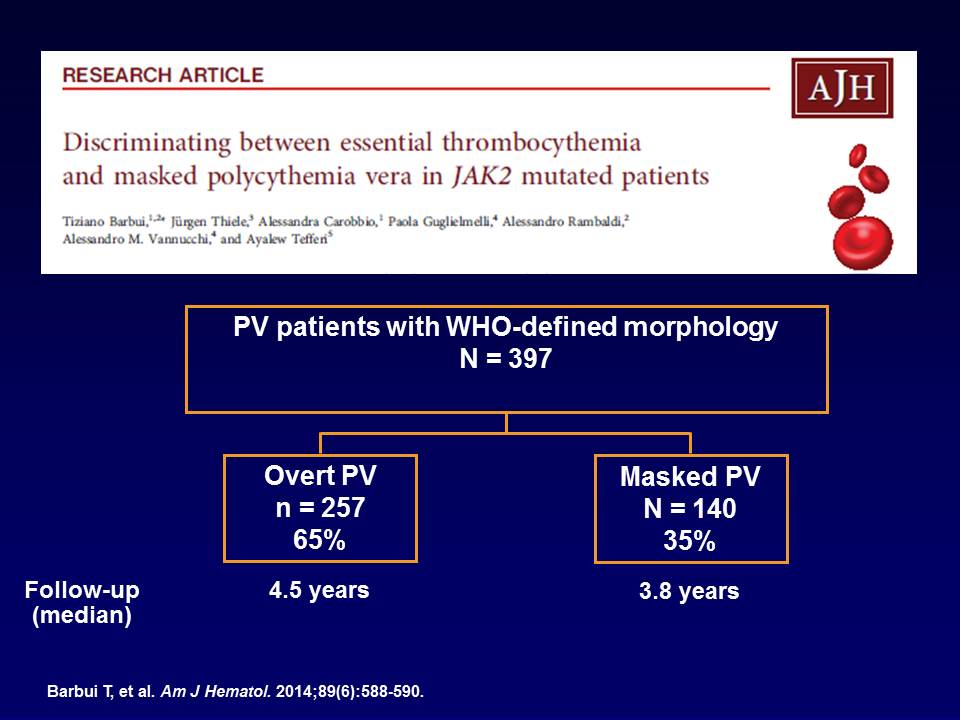 RESEARCH ARTICLE
AJH
Discriminating between essential thrombocythemia
and masked polycythemia vera in JAK2 mutated patients
Tiziano Barbui,1,2* Jürgen Thiele,3 Alessandra Carobbio,1 Paola Guglielmelli,4 Alessandro Rambaldi,2
Alessandro M. Vannucchi,4 and Ayalew Tefferi5
PV patients with WHO-defined morphology
N = 397
Overt PV
n = 257
65%
Masked PV
N = 140
35%
Follow-up
(median)
4.5 years
3.8 years
Barbui T, et al. Am J Hematol. 2014;89(6):588-590.